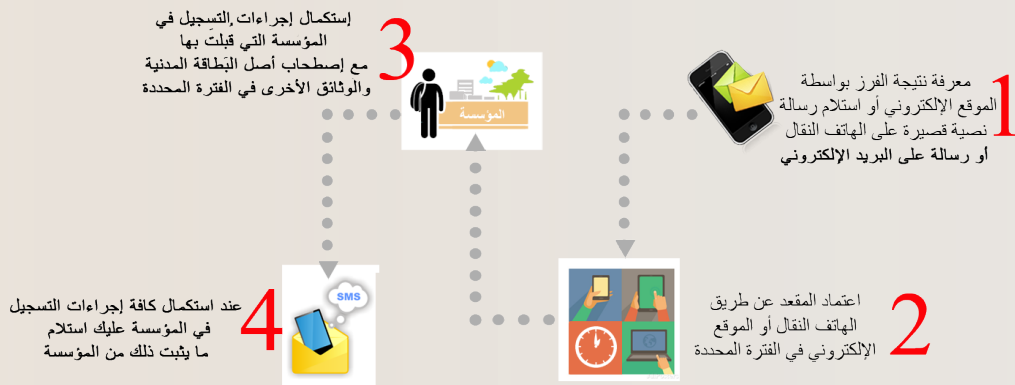 1
معرفة نتيجة الفرز بواسطة
الموقع الإلكتروني أو استلام رسالة
نصية قصيرة على الهاتف النقال
أو رسالة على البريد الإلكتروني
2
اعتماد المقعد عن طريق
الهاتف النقال أو الموقع
الإلكتروني في الفترة المحددة
3
إستكمال إجراءات التسجيل في
المؤسسة التي قبلت بها
مع إصطحاب أصل البطاقة المدنية
والوثائق الأخرى في الفترة المحددة
المؤسسة
4
عند استكمال كافة إجراءات التسجيل
في المؤسسة عليك استلام
ما يثبت ذلك من المؤسسة
SMS